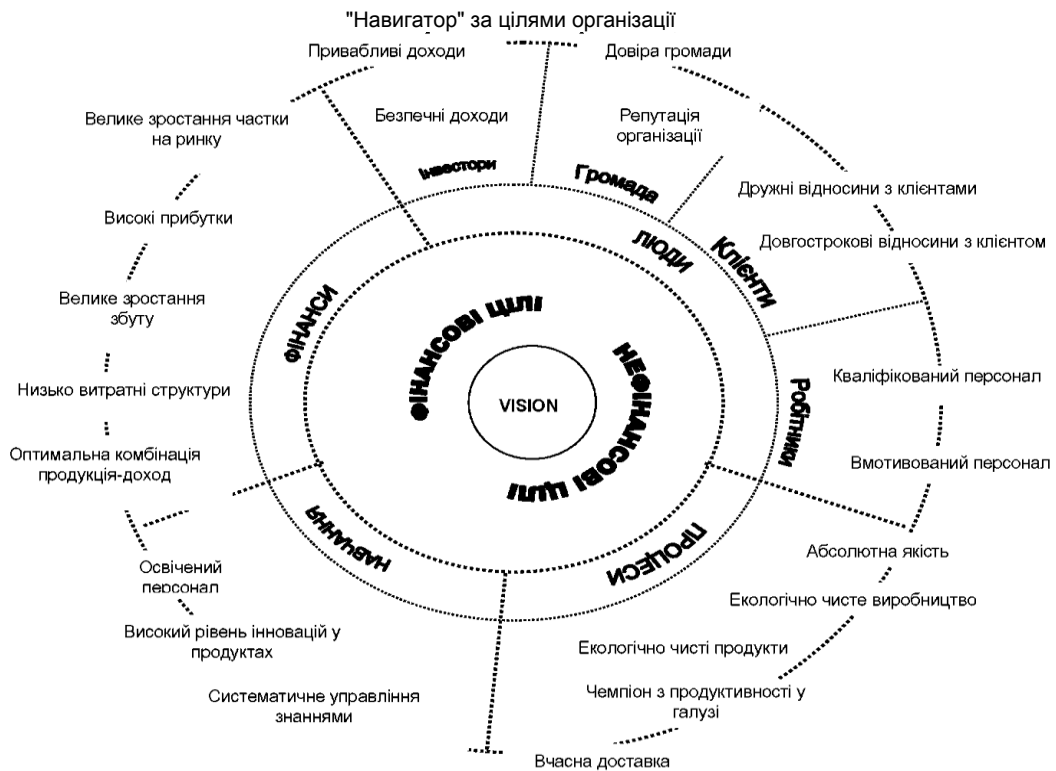 "Навигатор" за цілями організації
Привабливі доходи
Довіра громади
Велике зростання частки
на ринку
Безпечні доходи
Репутація
організації
Інвестори
Громада
Дружні відносини з клієнтами
Високі прибутки
ЛЮДИ
Клієнти
Довгострокові відносини з клієнтом
Велике зростання
збуту
ФІНАНСИ
ФІНАНСОВІ ЦІЛІ
НЕФІНАНСОВІ ЦІЛІ
VISION
Низько витратні структури
Робітники
Кваліфікований персонал
Оптимальна комбінація
продукція-доход
Вмотивований персонал
НАВЧАННЯ
ПРОЦЕСИ
Абсолютна якість
Освічений
персонал
Екологічно чисте виробництво
Високий рівень інновацій у
продуктах
Екологічно чисті продукти
Систематичне управління
знаннями
Чемпіон з продуктивності у
галузі
Вчасна доставка